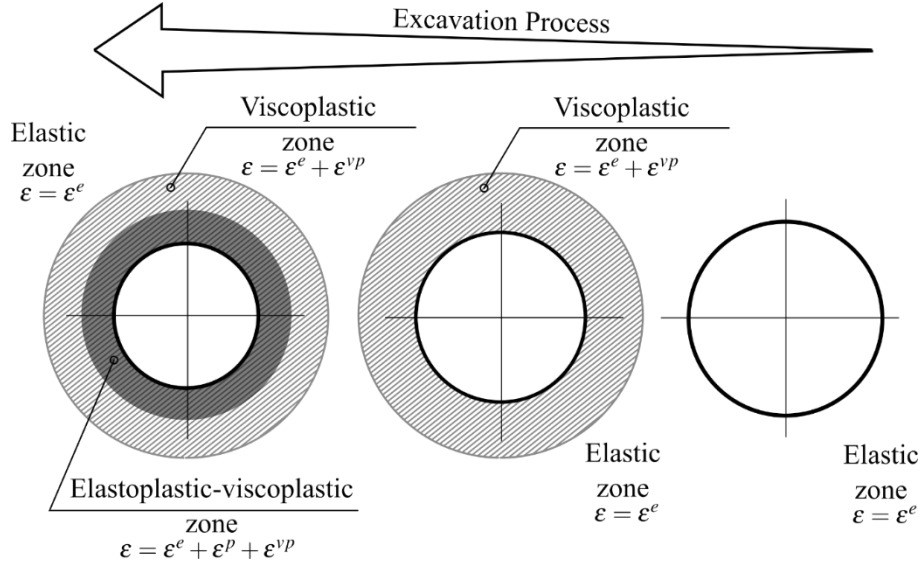 Excavation Process
Viscoplastic
zone
ε = εᵉ + εᵛᵖ
Viscoplastic
zone
ε = εᵉ + εᵛᵖ
Elastic
zone
ε = εᵉ
Elastoplastic-viscoplastic
zone
ε = εᵉ + εᵖ + εᵛᵖ
Elastic
zone
ε = εᵉ
Elastic
zone
ε = εᵉ